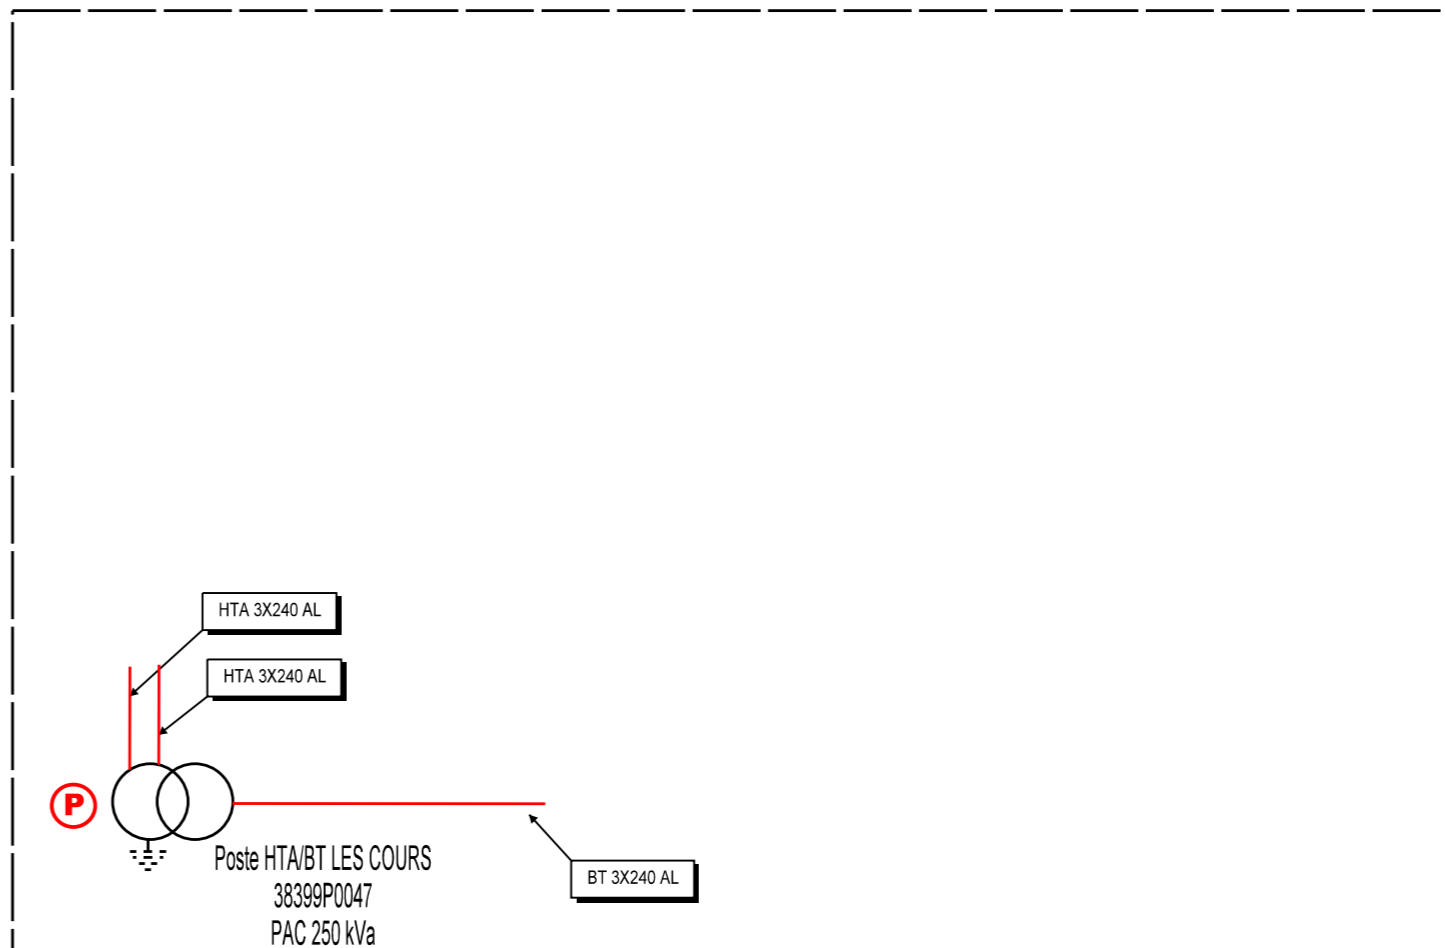 HTA 3X240 AL
HTA 3X240 AL
P
Poste HTA/BT LES COURS
38399P0047
PAC 250 kVa
BT 3X240 AL